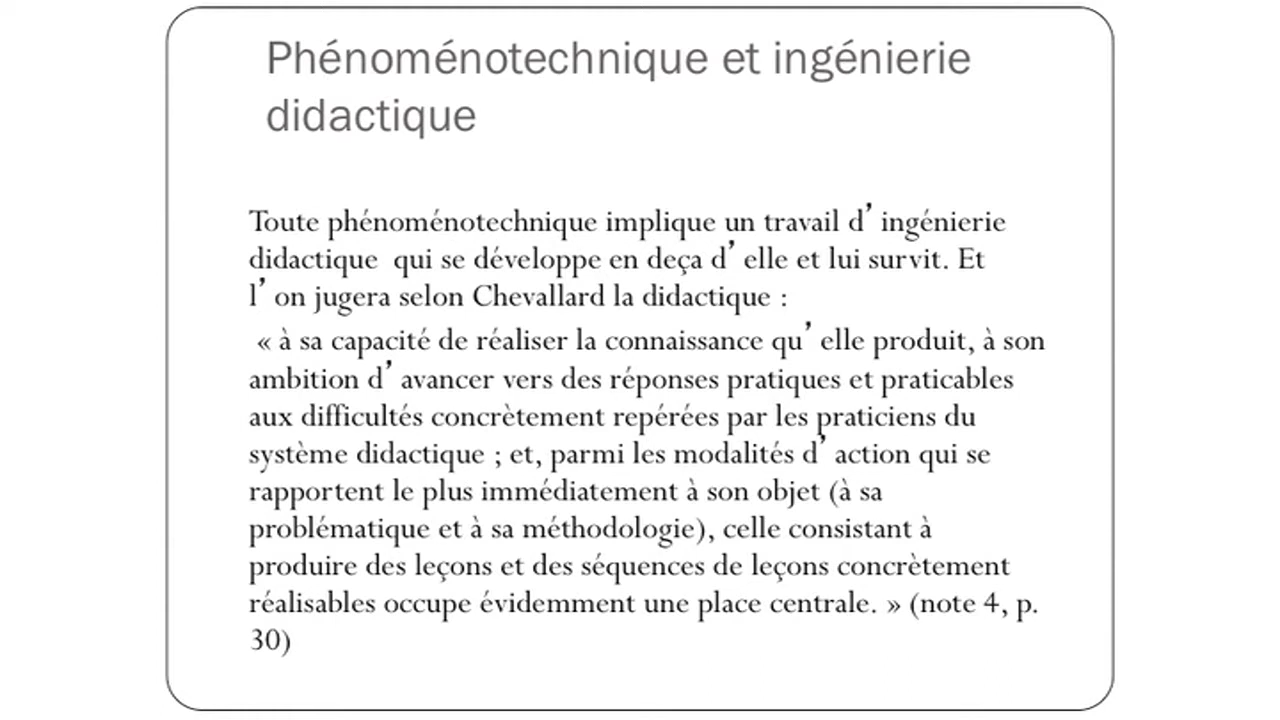 Phénoménotechnique et ingénierie
didactique
Toute phénoménotechnique implique un travail d’ ingénierie
didactique  qui se développe en deça d’ elle et lui survit. Et
l’ on jugera selon Chevallard la didactique :
« à sa capacité de réaliser la connaissance qu’ elle produit, à son
ambition d’ avancer vers des réponses pratiques et praticables
aux difficultés concrètement repérées par les praticiens du
système didactique ; et, parmi les modalités d’ action qui se
rapportent le plus immédiatement à son objet (à sa
problématique et à sa méthodologie), celle consistant à
produire des leçons et des séquences de leçons concrètement
réalisables occupe évidemment une place centrale. » (note 4, p.
30)